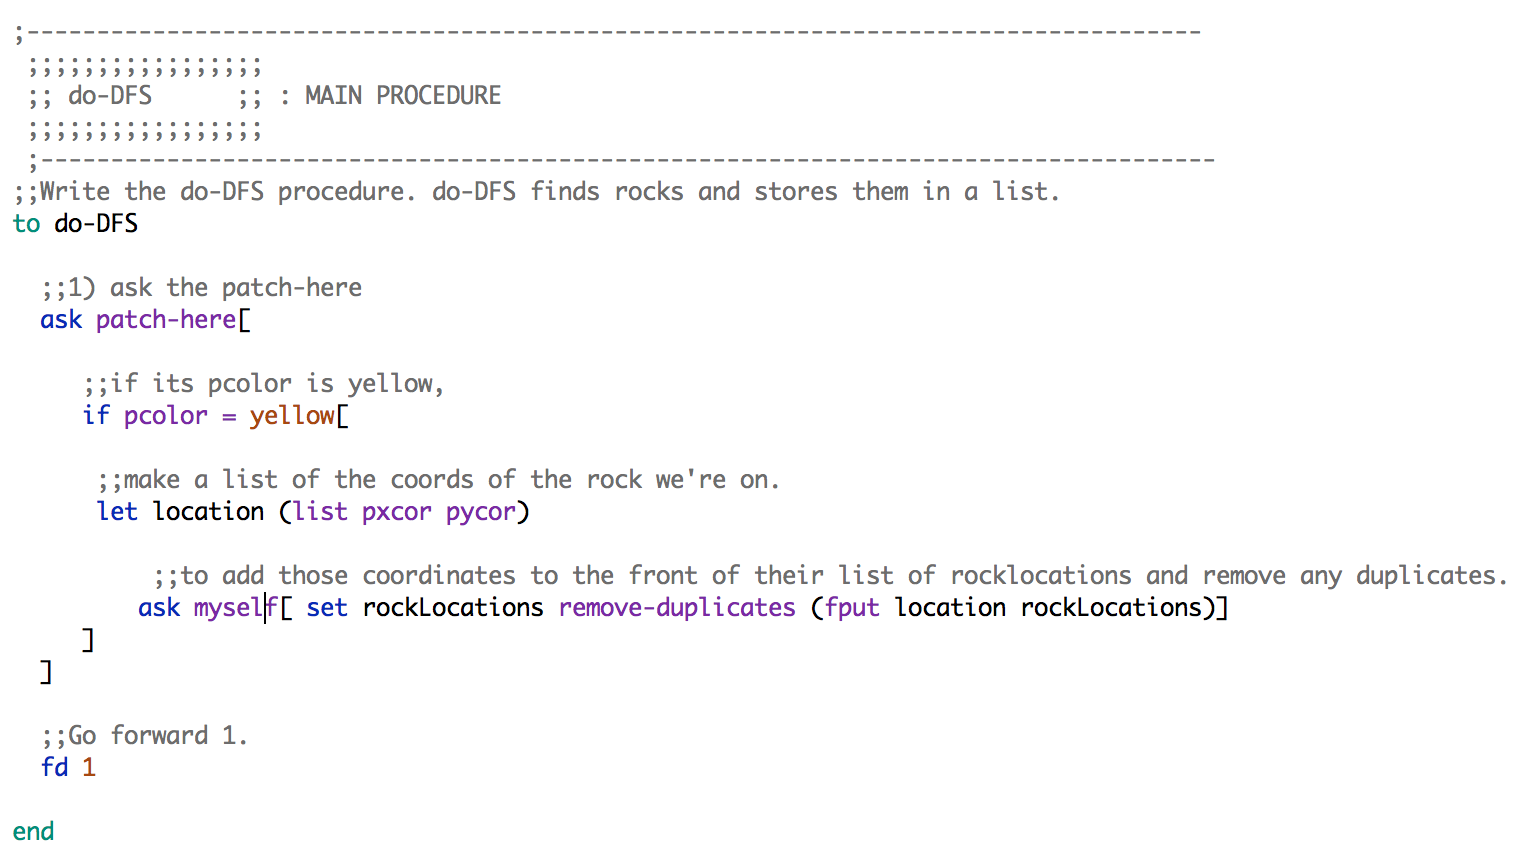 ;------------------------------------------------------------------------------------
;;;;;;;;;;;;;;;;;
;; do-DFS      ;; : MAIN PROCEDURE
;;;;;;;;;;;;;;;;;
;------------------------------------------------------------------------------------
;;Write the do-DFS procedure. do-DFS finds rocks and stores them in a list.
to do-DFS
;;1) ask the patch-here
ask patch-here[
;;if its pcolor is yellow,
if pcolor = yellow[
;;make a list of the coords of the rock we're on.
let location (list pxcor pycor)
;;to add those coordinates to the front of their list of rocklocations and remove any duplicates.
ask myself[ set rockLocations remove-duplicates (fput location rockLocations)]
]
]
;;Go forward 1.
fd 1
end